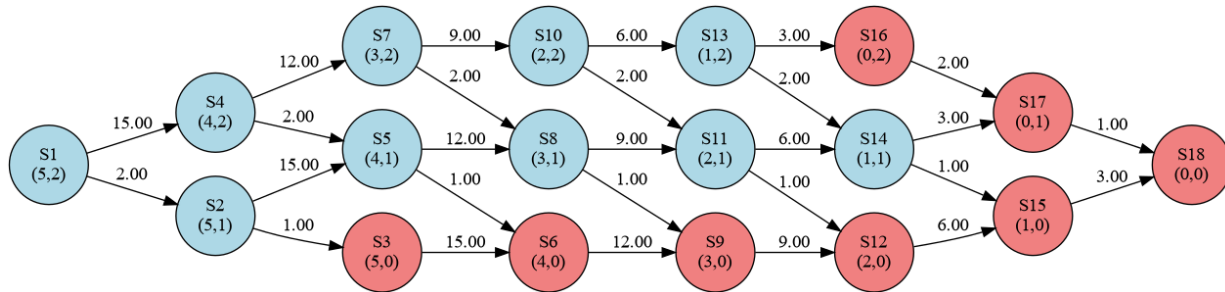 S7
(3,2)
9.00
S10
(2,2)
6.00
S13
(1,2)
3.00
S16
(0,2)
12.00
2.00
2.00
2.00
2.00
S4
(4,2)
S17
(0,1)
15.00
2.00
3.00
1.00
S1
(5,2)
S5
(4,1)
12.00
S8
(3,1)
9.00
S11
(2,1)
6.00
S14
(1,1)
S18
(0,0)
2.00
15.00
1.00
1.00
1.00
1.00
3.00
S2
(5,1)
S15
(1,0)
1.00
6.00
S3
(5,0)
15.00
S6
(4,0)
12.00
S9
(3,0)
9.00
S12
(2,0)